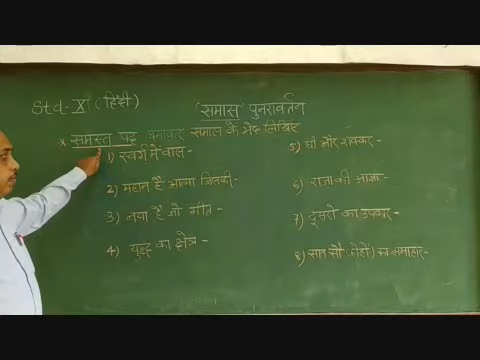 Std-X (हिंदी)
'समास' पुनरावर्तन
x समस्त पद बनाकर समास के भेद लिखिए
1) स्वर्ग में वास -
2) महान है आत्मा जिसकी -
3) नया है जो गीत -
4) युद्ध का क्षेत्र -
5) घी और शक्कर -
6) राजा की आज्ञा -
7) दूसरों का उपकार -
8) सात सौ (दोहों) का समाहार -